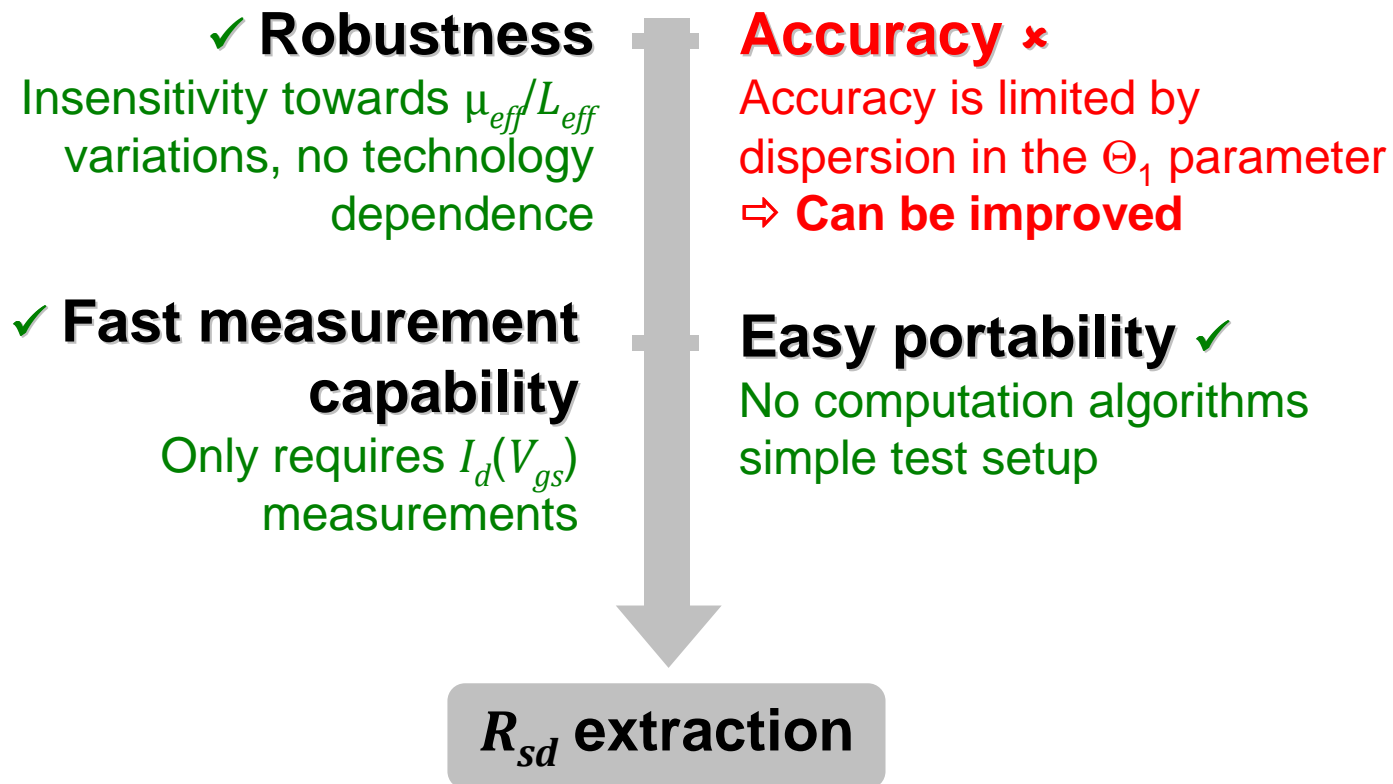 ✓ Robustness
Insensitivity towards μeff/Leff
variations, no technology
dependence
Accuracy ×
Accuracy is limited by
dispersion in the Θ1 parameter
⇨ Can be improved
✓ Fast measurement
capability
Only requires Id(Vgs)
measurements
Easy portability ✓
No computation algorithms
simple test setup
Rsd extraction